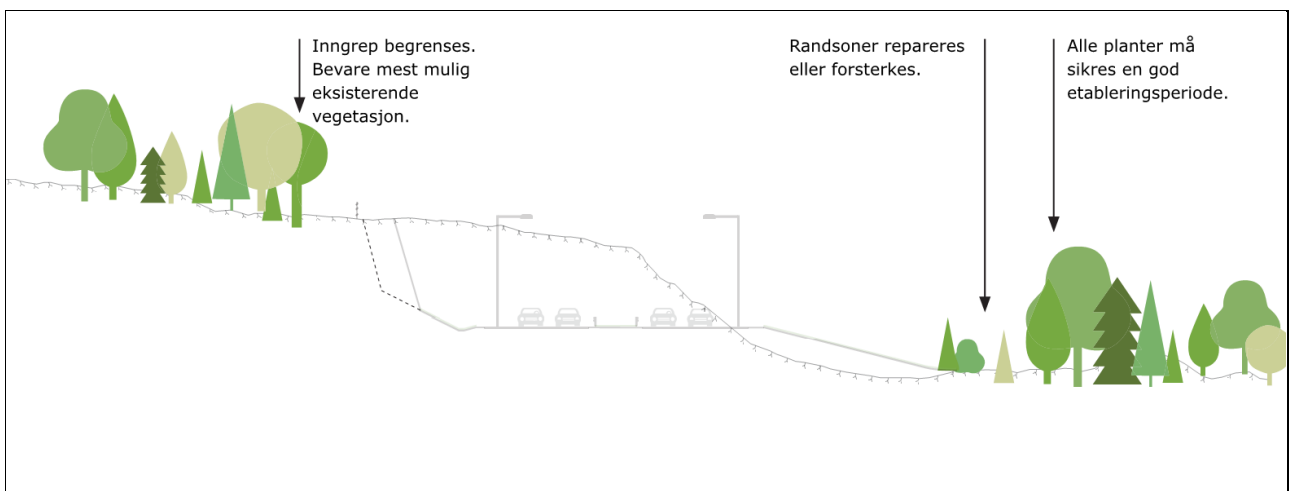 Inngrep begrenses.
Bevare mest mulig
eksisterende
vegetasjon.
Randsoner repareres
eller forsterkes.
Alle planter må
sikres en god
etableringsperiode.